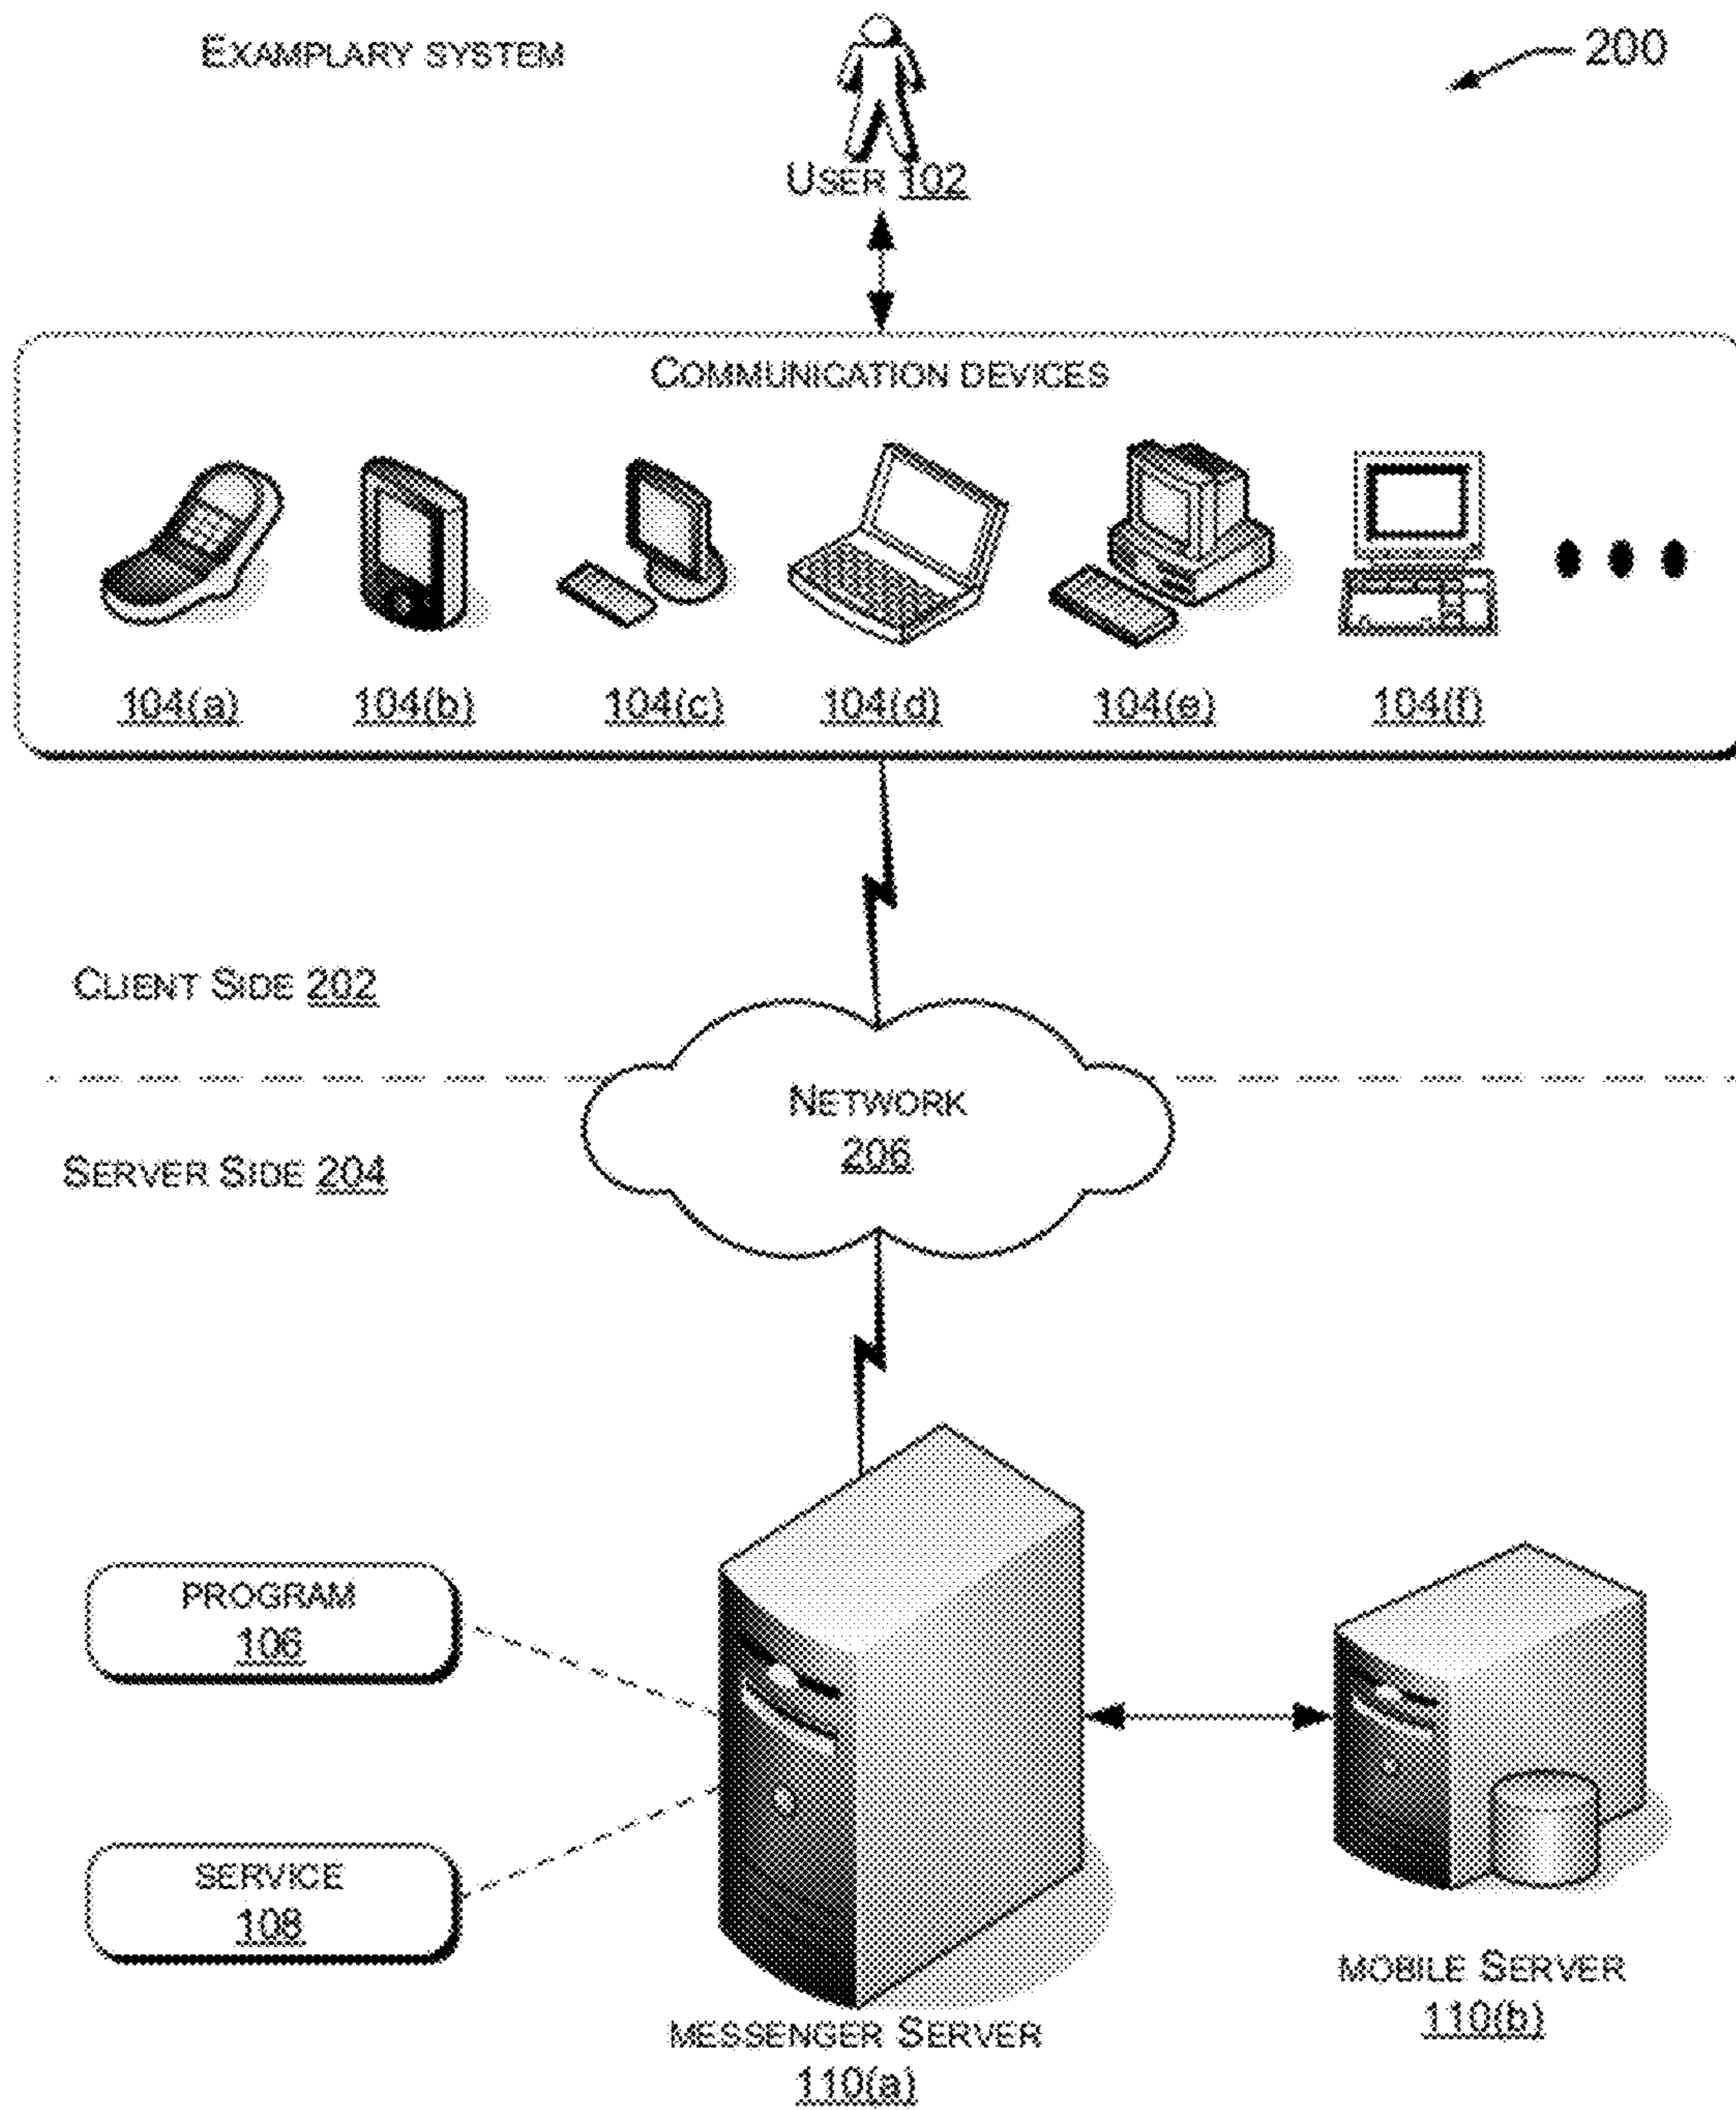 EXAMPLARY SYSTEM
200
USER 102
COMMUNICATION DEVICES
104(a) 104(b) 104(c) 104(d) 104(e) 104(f)
CLIENT SIDE 202
NETWORK
206
SERVER SIDE 204
PROGRAM
106
SERVICE
108
MOBILE SERVER
110(b)
MESSENGER SERVER
110(a)